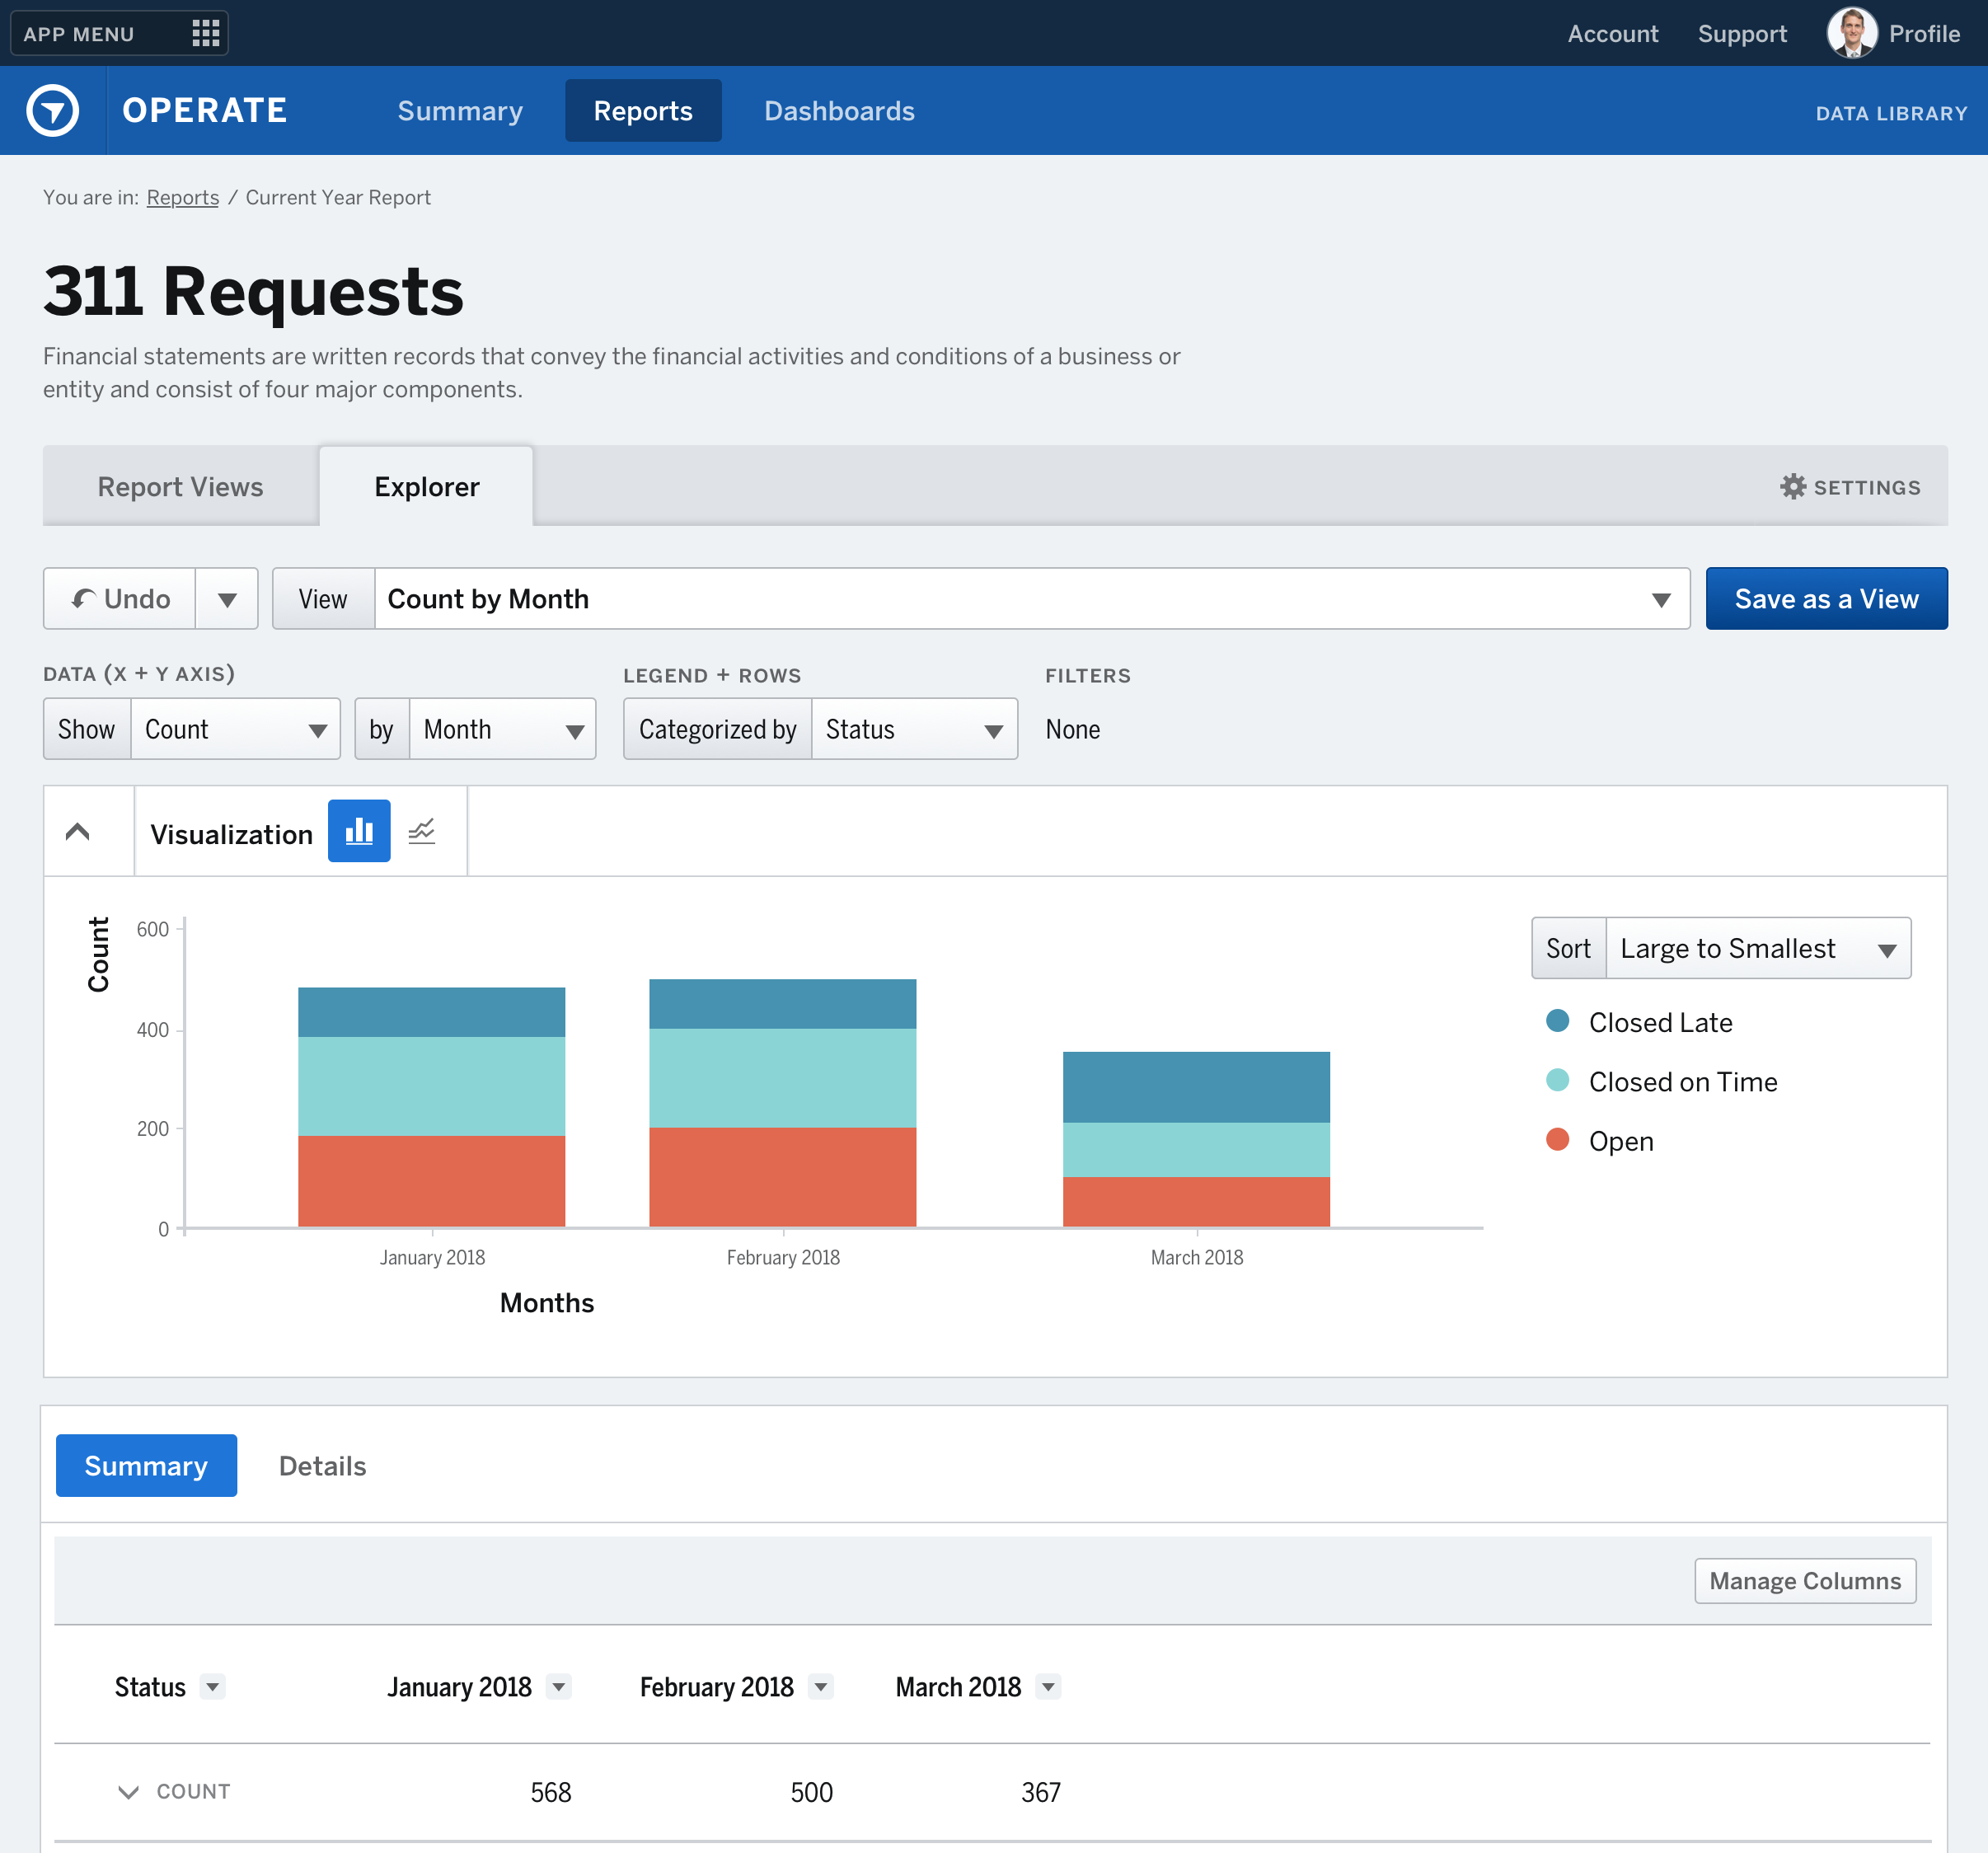 APP MENU
Account Support Profile
OPERATE Summary Reports Dashboards DATA LIBRARY
You are in: Reports / Current Year Report
311 Requests
Financial statements are written records that convey the financial activities and conditions of a business or
entity and consist of four major components.
Report Views Explorer SETTINGS
Undo View Count by Month Save as a View
DATA (X + Y AXIS) LEGEND + ROWS FILTERS
Show Count by Month Categorized by Status None
Visualization
Count
600
400
200
0
January 2018 February 2018 March 2018
Months
Sort Large to Smallest
Closed Late
Closed on Time
Open
Summary Details
Manage Columns
Status January 2018 February 2018 March 2018
COUNT 568 500 367